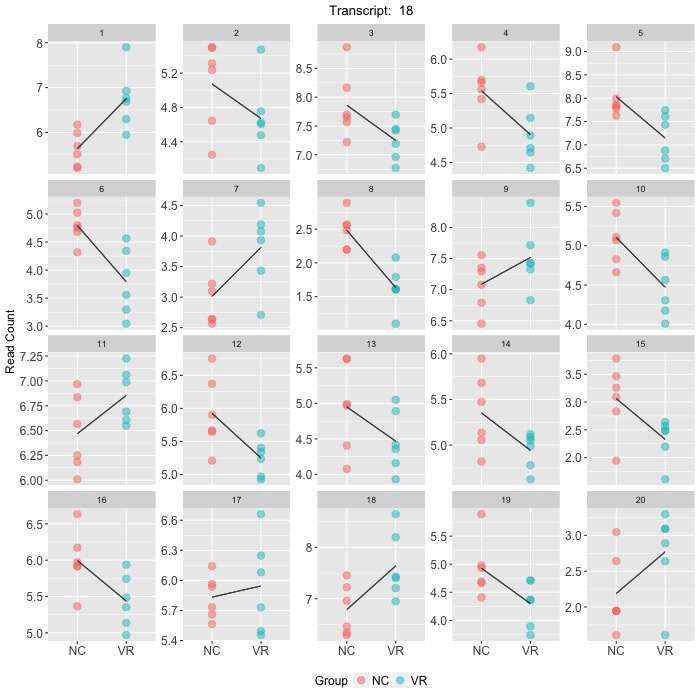 Transcript: 18
1 2 3 4 5
8 7 6
5.2 4.8 4.4
8.5 8.0 7.5 7.0
6.0 5.5 5.0 4.5
9.0 8.5 8.0 7.5 7.0 6.5
6 7 8 9 10
5.0 4.5 4.0 3.5 3.0
4.5 4.0 3.5 3.0 2.5
2.5 2.0 1.5
8.0 7.5 7.0 6.5
5.5 5.0 4.5 4.0
Read Count
11 12 13 14 15
7.25 7.00 6.75 6.50 6.25 6.00
6.5 6.0 5.5 5.0
5.5 5.0 4.5 4.0
6.0 5.5 5.0
3.5 3.0 2.5 2.0
16 17 18 19 20
6.5 6.0 5.5 5.0
6.6 6.3 6.0 5.7 5.4
8 7
5.5 5.0 4.5 4.0
3.0 2.5 2.0
NC VR NC VR NC VR NC VR NC VR
Group NC VR